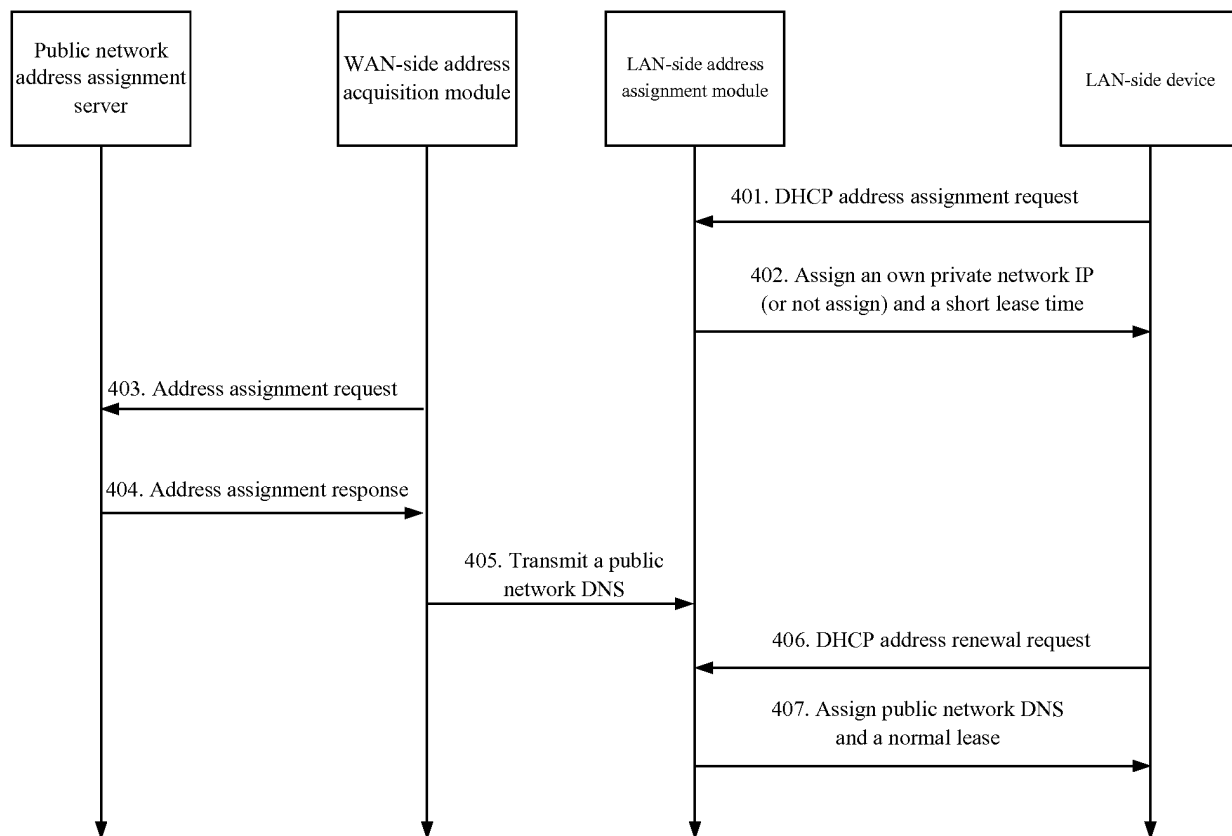 Public network
address assignment
server
WAN-side address
acquisition module
LAN-side address
assignment module
LAN-side device
401. DHCP address assignment request
402. Assign an own private network IP
(or not assign) and a short lease time
403. Address assignment request
404. Address assignment response
405. Transmit a public
network DNS
406. DHCP address renewal request
407. Assign public network DNS
and a normal lease